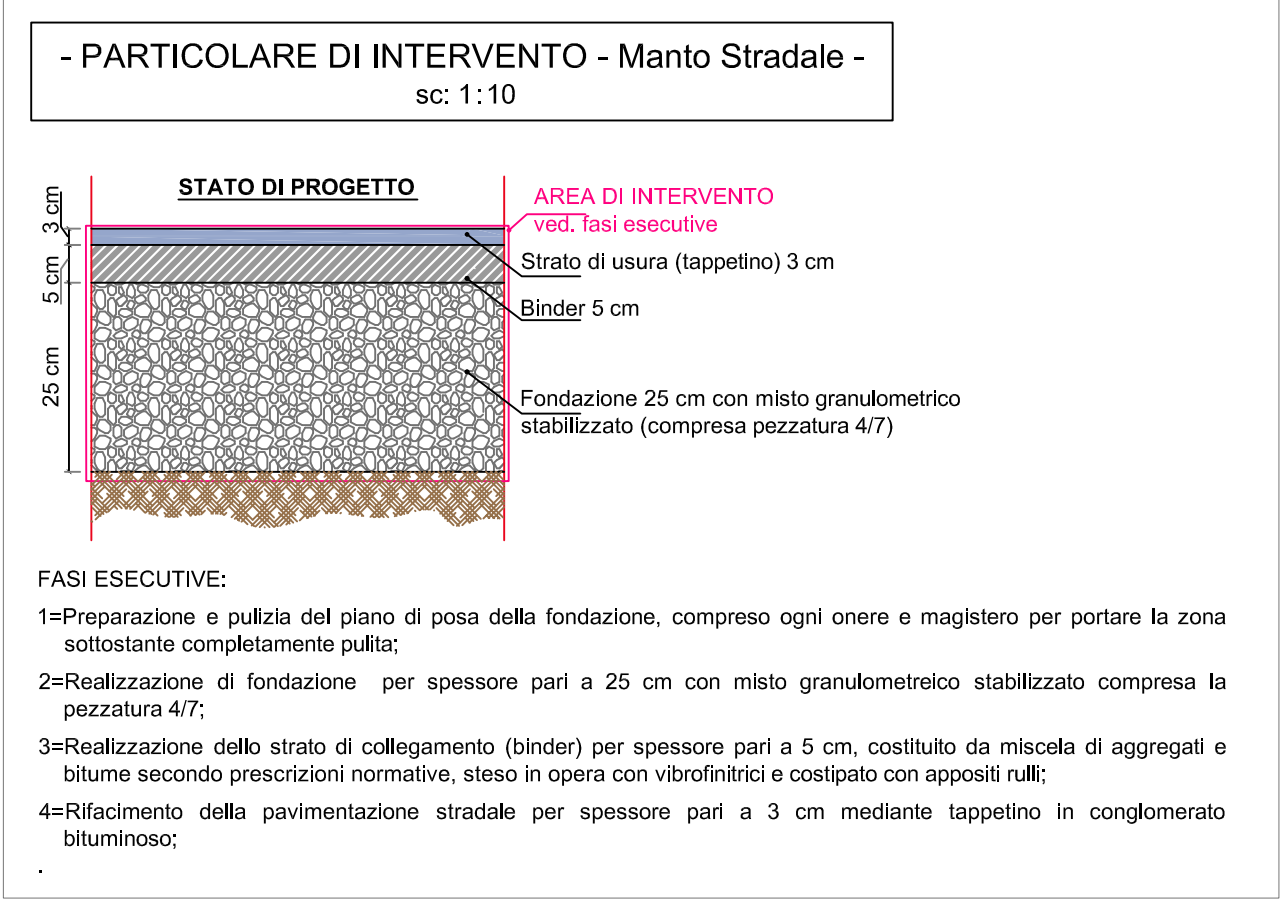 - PARTICOLARE DI INTERVENTO - Manto Stradale -
sc: 1:10
STATO DI PROGETTO
3 cm
5 cm
25 cm
AREA DI INTERVENTO
ved. fasi esecutive
Strato di usura (tappetino) 3 cm
Binder 5 cm
Fondazione 25 cm con misto granulometrico
stabilizzato (compresa pezzatura 4/7)
FASI ESECUTIVE:
1=Preparazione e pulizia del piano di posa della fondazione, compreso ogni onere e magistero per portare la zona
sottostante completamente pulita;
2=Realizzazione di fondazione per spessore pari a 25 cm con misto granulometreico stabilizzato compresa la
pezzatura 4/7;
3=Realizzazione dello strato di collegamento (binder) per spessore pari a 5 cm, costituito da miscela di aggregati e
bitume secondo prescrizioni normative, steso in opera con vibrofinitrici e costipato con appositi rulli;
4=Rifacimento della pavimentazione stradale per spessore pari a 3 cm mediante tappetino in conglomerato
bituminoso;
.